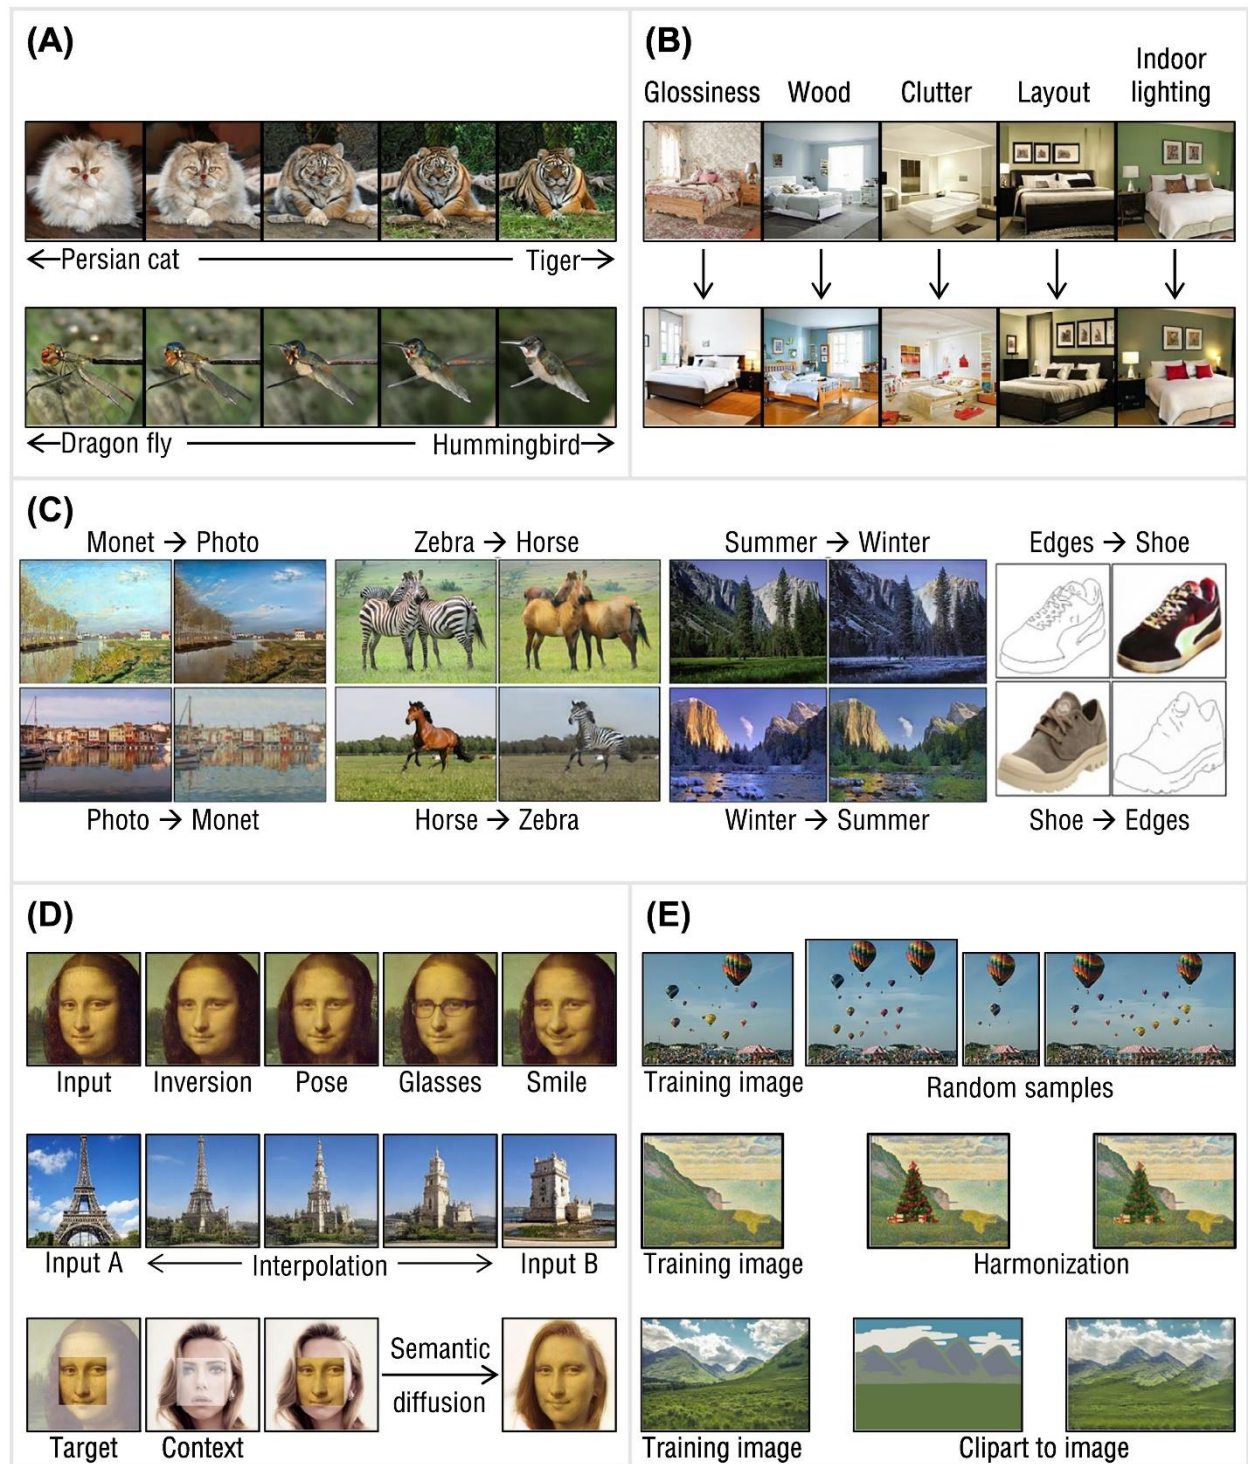 (A)
← Persian cat — Tiger →
← Dragon fly — Hummingbird →
(B)
Glossiness Wood Clutter Layout Indoor lighting
(C)
Monet → Photo
Zebra → Horse
Summer → Winter
Edges → Shoe
Photo → Monet
Horse → Zebra
Winter → Summer
Shoe → Edges
(D)
Input Inversion Pose Glasses Smile
Input A ← Interpolation → Input B
Semantic
diffusion
Target Context
(E)
Training image Random samples
Training image Harmonization
Training image Clipart to image